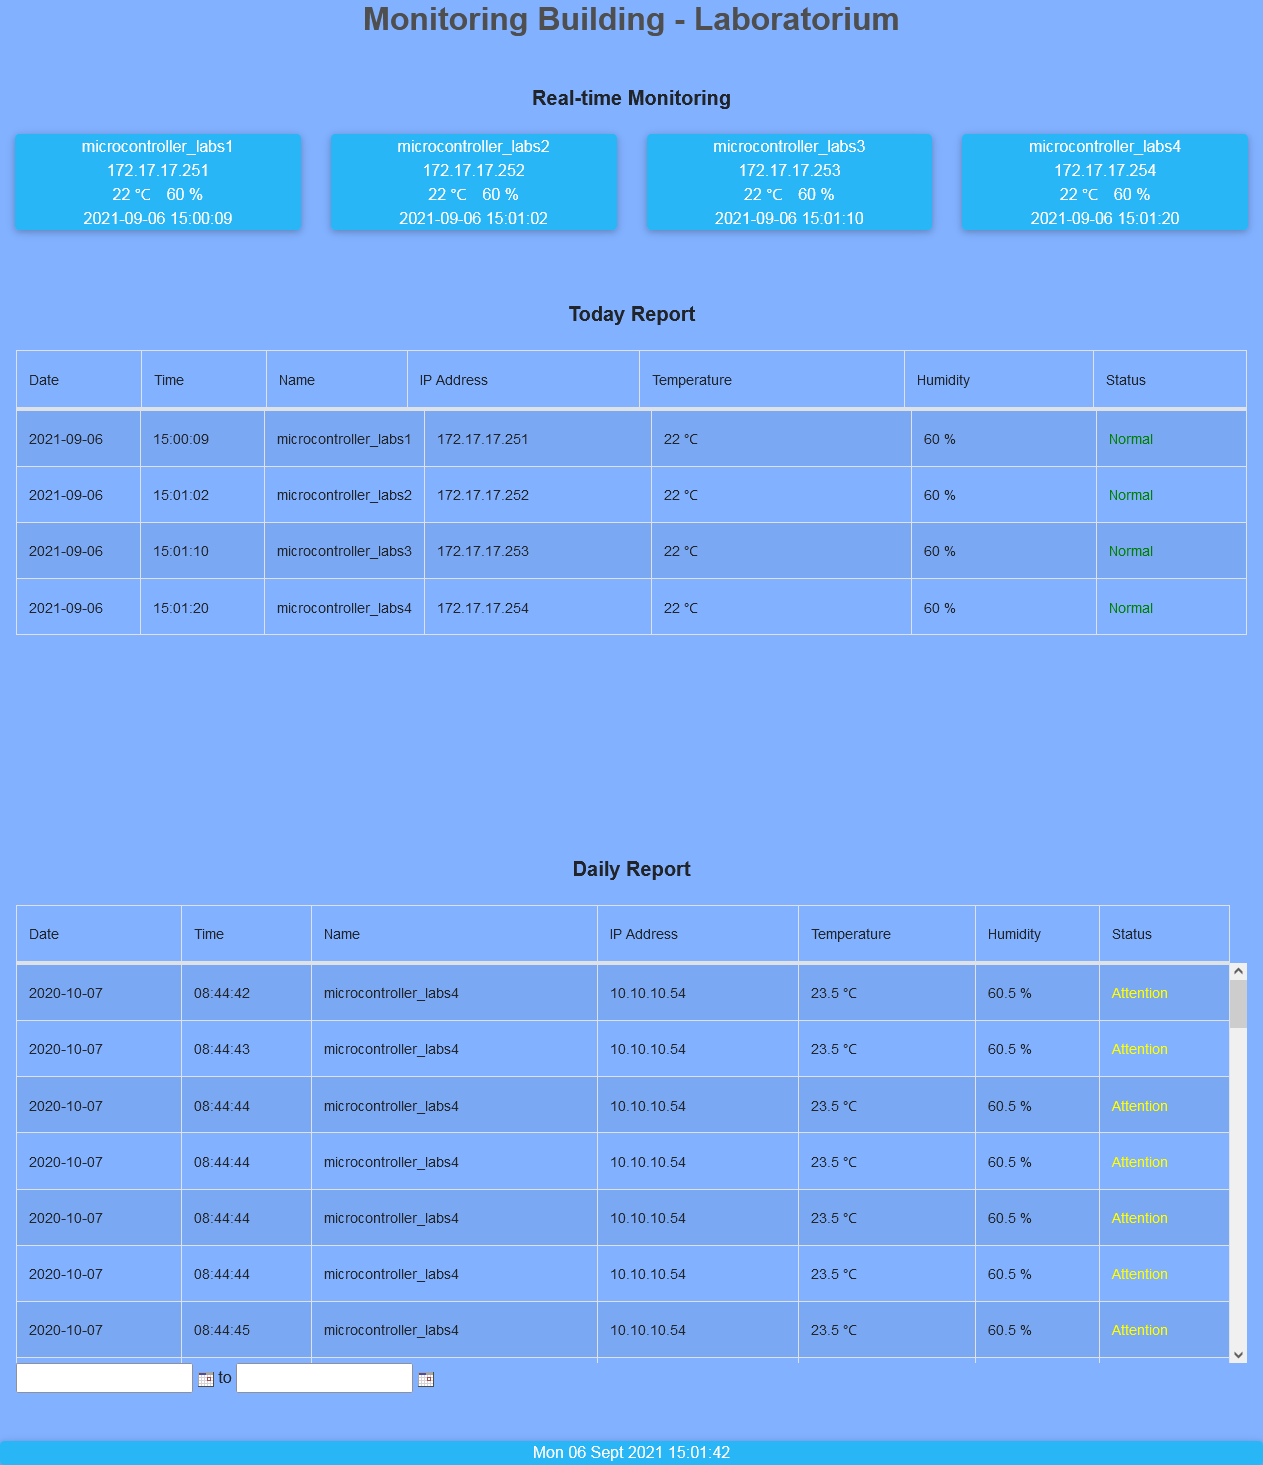 Monitoring Building - Laboratorium
Real-time Monitoring
microcontroller_labs1
172.17.17.251
22 °C 60 %
2021-09-06 15:00:09
microcontroller_labs2
172.17.17.252
22 °C 60 %
2021-09-06 15:01:02
microcontroller_labs3
172.17.17.253
22 °C 60 %
2021-09-06 15:01:10
microcontroller_labs4
172.17.17.254
22 °C 60 %
2021-09-06 15:01:20
Today Report
Date Time Name IP Address Temperature Humidity Status
2021-09-06 15:00:09 microcontroller_labs1 172.17.17.251 22 °C 60 % Normal
2021-09-06 15:01:02 microcontroller_labs2 172.17.17.252 22 °C 60 % Normal
2021-09-06 15:01:10 microcontroller_labs3 172.17.17.253 22 °C 60 % Normal
2021-09-06 15:01:20 microcontroller_labs4 172.17.17.254 22 °C 60 % Normal
Daily Report
Date Time Name IP Address Temperature Humidity Status
2020-10-07 08:44:42 microcontroller_labs4 10.10.10.54 23.5 °C 60.5 % Attention
2020-10-07 08:44:43 microcontroller_labs4 10.10.10.54 23.5 °C 60.5 % Attention
2020-10-07 08:44:44 microcontroller_labs4 10.10.10.54 23.5 °C 60.5 % Attention
2020-10-07 08:44:44 microcontroller_labs4 10.10.10.54 23.5 °C 60.5 % Attention
2020-10-07 08:44:44 microcontroller_labs4 10.10.10.54 23.5 °C 60.5 % Attention
2020-10-07 08:44:44 microcontroller_labs4 10.10.10.54 23.5 °C 60.5 % Attention
2020-10-07 08:44:45 microcontroller_labs4 10.10.10.54 23.5 °C 60.5 % Attention
to
Mon 06 Sept 2021 15:01:42